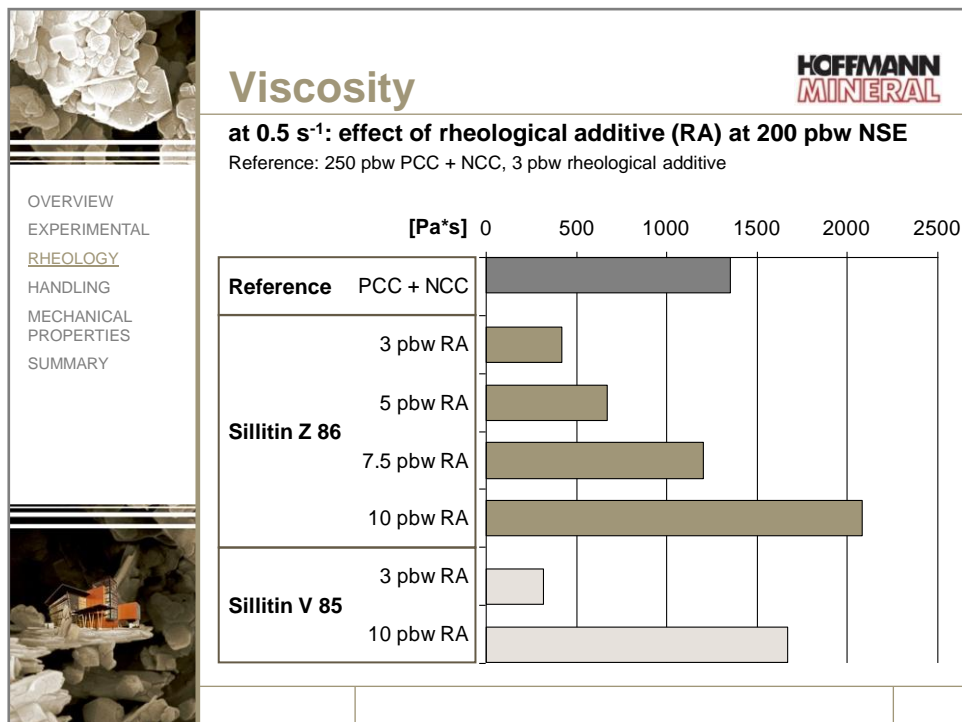 Viscosity
HOFFMANN
MINERAL
at 0.5 s⁻¹: effect of rheological additive (RA) at 200 pbw NSE
Reference: 250 pbw PCC + NCC, 3 pbw rheological additive
OVERVIEW
EXPERIMENTAL
RHEOLOGY
HANDLING
MECHANICAL
PROPERTIES
SUMMARY
[Pa*s] 0 500 1000 1500 2000 2500
Reference PCC + NCC
Sillitin Z 86
3 pbw RA
5 pbw RA
7.5 pbw RA
10 pbw RA
Sillitin V 85
3 pbw RA
10 pbw RA